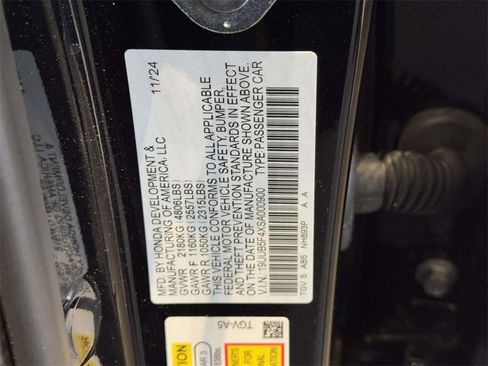 MFD. BY HONDA DEVELOPMENT & 11/24
MANUFACTURING OF AMERICA, LLC
GVWR 2180KG ( 4806LBS)
GAWR F 1160KG ( 2557LBS)
GAWR R 1050KG ( 2315LBS)
THIS VEHICLE CONFORMS TO ALL APPLICABLE
FEDERAL MOTOR VEHICLE SAFETY, BUMPER,
AND THEFT PREVENTION STANDARDS IN EFFECT
ON THE DATE OF MANUFACTURE SHOWN ABOVE.
V.I.N.: 19UUB5F4XSA000900 TYPE:PASSENGER CAR
TGV 5 AB5 NH893P A A
TGV-A5